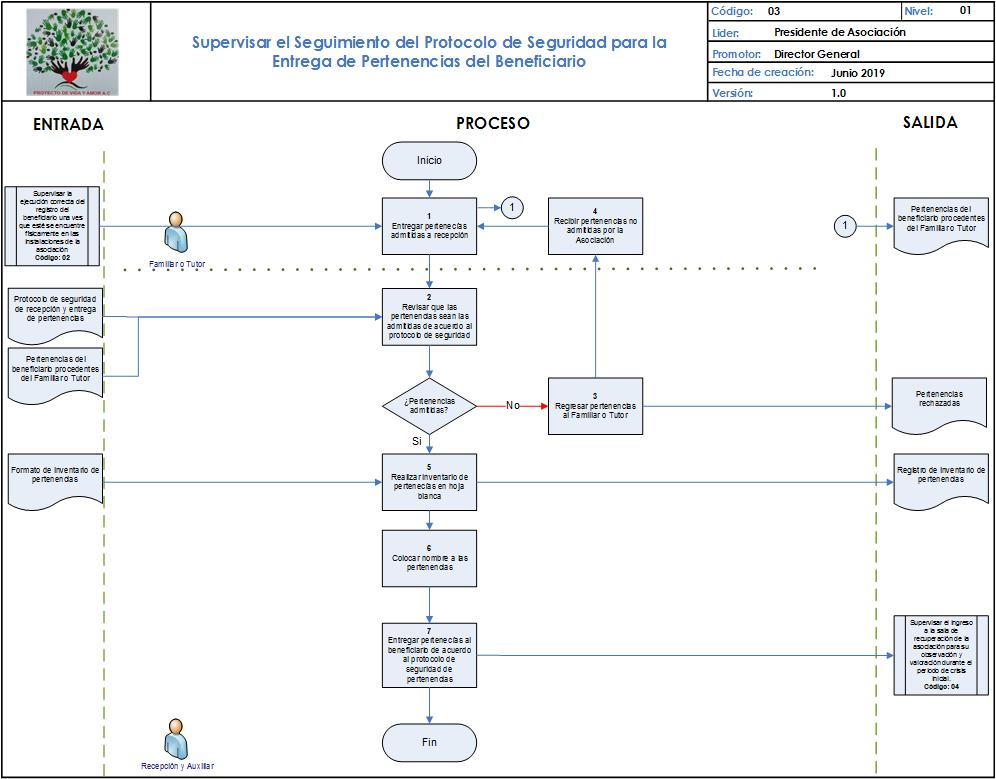 PROYECTO DE VIDA Y AMOR A.C
Supervisar el Seguimiento del Protocolo de Seguridad para la
Entrega de Pertenencias del Beneficiario
Código: 03
Nivel: 01
Lider: Presidente de Asociación
Promotor: Director General
Fecha de creación: Junio 2019
Versión: 1.0
ENTRADA
PROCESO
SALIDA
Inicio
Supervisar la
ejecución correcta del
registro del
beneficiario una ves
que esté se encuentre
físicamente en las
instalaciones de la
asociación
Código: 02
Familiar o Tutor
1
Entregar pertenecías
admitidas a recepción
1
4
Recibir pertenencias no
admitidas por la
Asociación
1
Pertenencias del
beneficiario procedentes
del Familiar o Tutor
Protocolo de seguridad
de recepción y entrega
de pertenencias
2
Revisar que las
pertenencias sean las
admitidas de acuerdo al
protocolo de seguridad
Pertenencias del
beneficiario procedentes
del Familiar o Tutor
¿Pertenencias
admitidas?
No
3
Regresar pertenencias
al Familiar o Tutor
Pertenencias
rechazadas
Si
Formato de Inventario de
pertenencias
5
Realizar inventario de
pertenecías en hoja
blanca
Registro de Inventario de
pertenencias
6
Colocar nombre a las
pertenencias
7
Entregar pertenecías al
beneficiario de acuerdo
al protocolo de
seguridad de
pertenencias
Supervisar el ingreso
a la sala de
recuperación de la
asociación para su
observación y
valoración durante el
periodo de crisis
inicial.
Código: 04
Fin
Recepción y Auxiliar